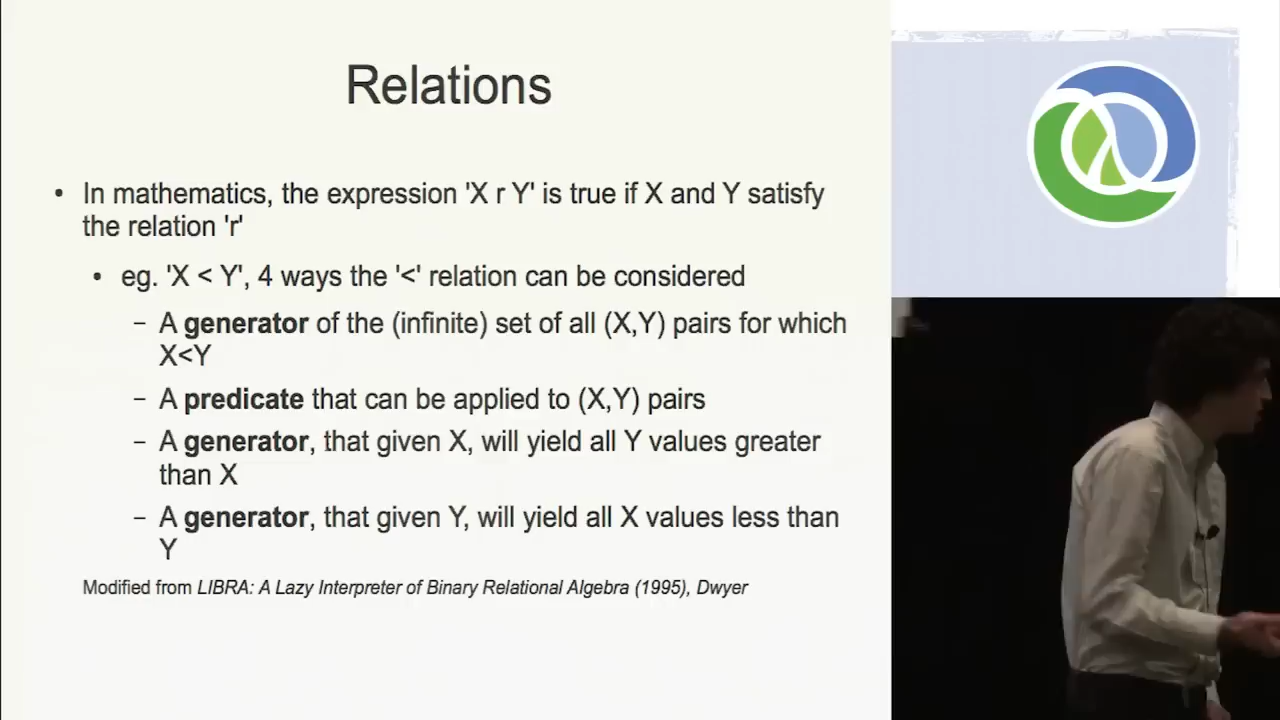 Relations
• In mathematics, the expression 'X r Y' is true if X and Y satisfy
the relation 'r'
• eg. 'X < Y', 4 ways the '<' relation can be considered
– A generator of the (infinite) set of all (X,Y) pairs for which
X<Y
– A predicate that can be applied to (X,Y) pairs
– A generator, that given X, will yield all Y values greater
than X
– A generator, that given Y, will yield all X values less than
Y
Modified from LIBRA: A Lazy Interpreter of Binary Relational Algebra (1995), Dwyer